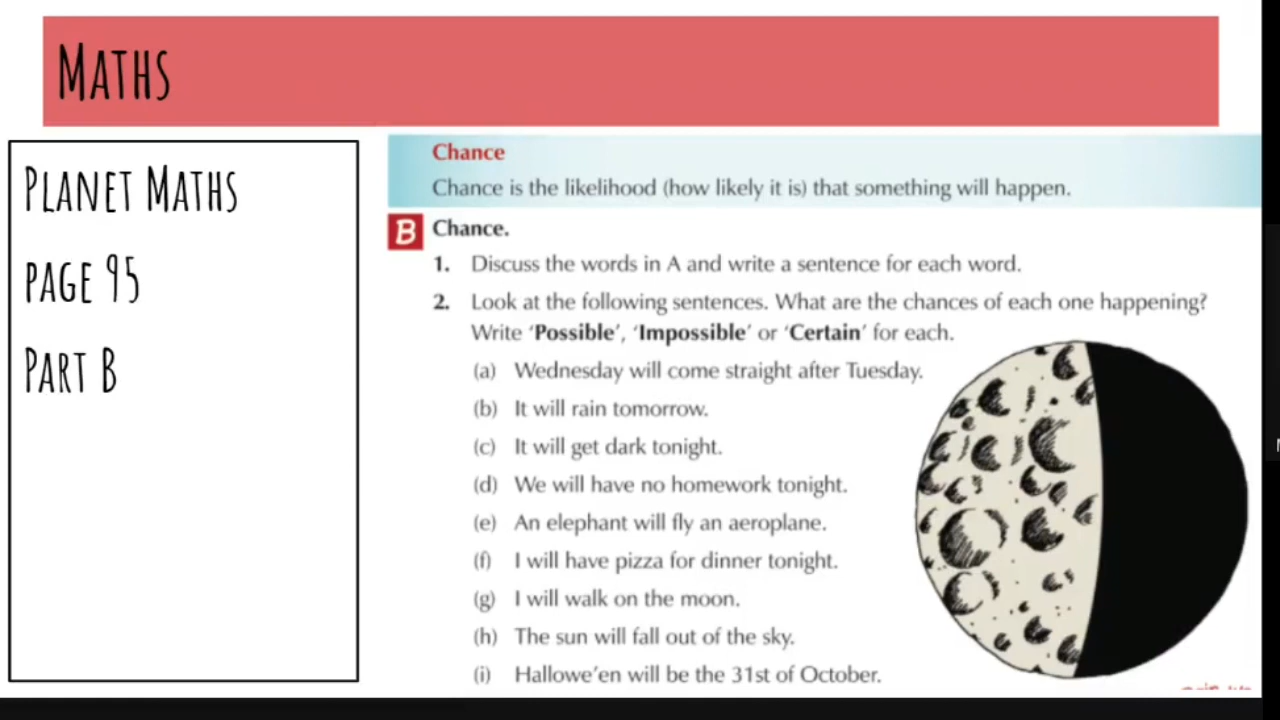 Maths
Planet Maths
page 95
Part B
Chance
Chance is the likelihood (how likely it is) that something will happen.
B Chance.
1. Discuss the words in A and write a sentence for each word.
2. Look at the following sentences. What are the chances of each one happening?
Write ‘Possible’, ‘Impossible’ or ‘Certain’ for each.
(a) Wednesday will come straight after Tuesday.
(b) It will rain tomorrow.
(c) It will get dark tonight.
(d) We will have no homework tonight.
(e) An elephant will fly an aeroplane.
(f) I will have pizza for dinner tonight.
(g) I will walk on the moon.
(h) The sun will fall out of the sky.
(i) Hallowe’en will be the 31st of October.